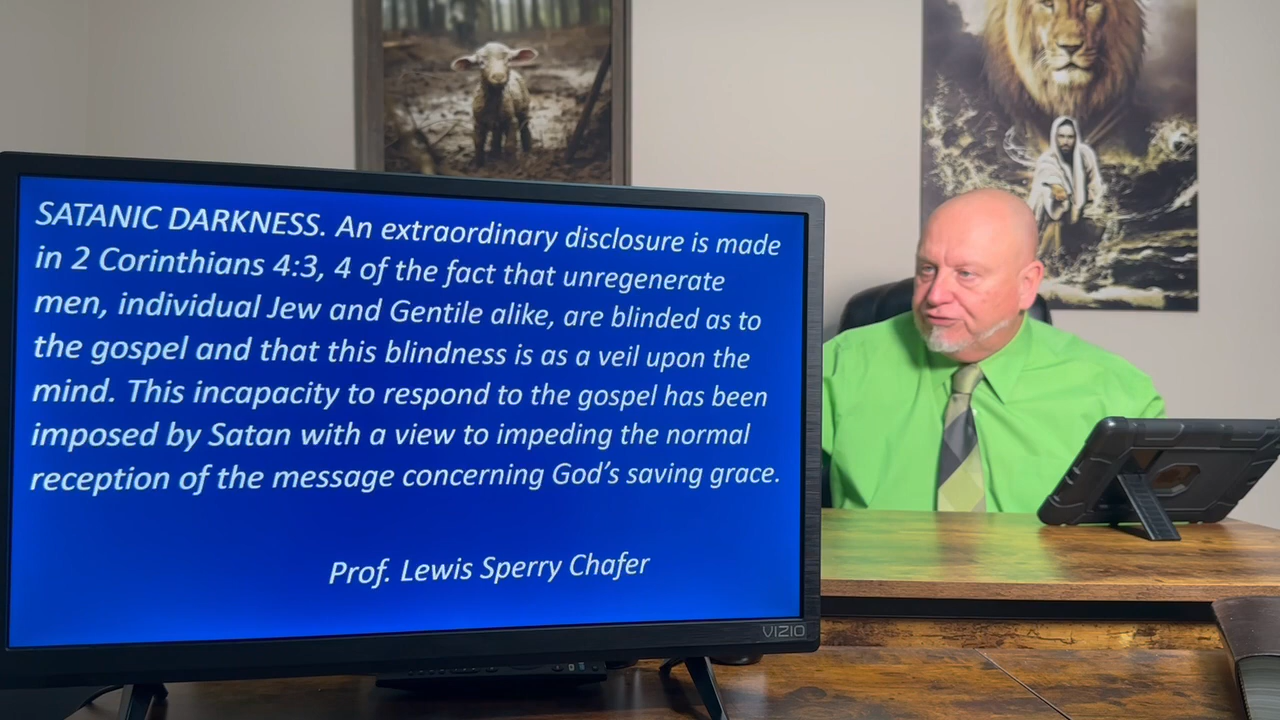 SATANIC DARKNESS. An extraordinary disclosure is made
in 2 Corinthians 4:3, 4 of the fact that unregenerate
men, individual Jew and Gentile alike, are blinded as to
the gospel and that this blindness is as a veil upon the
mind. This incapacity to respond to the gospel has been
imposed by Satan with a view to impeding the normal
reception of the message concerning God’s saving grace.
Prof. Lewis Sperry Chafer
VIZIO